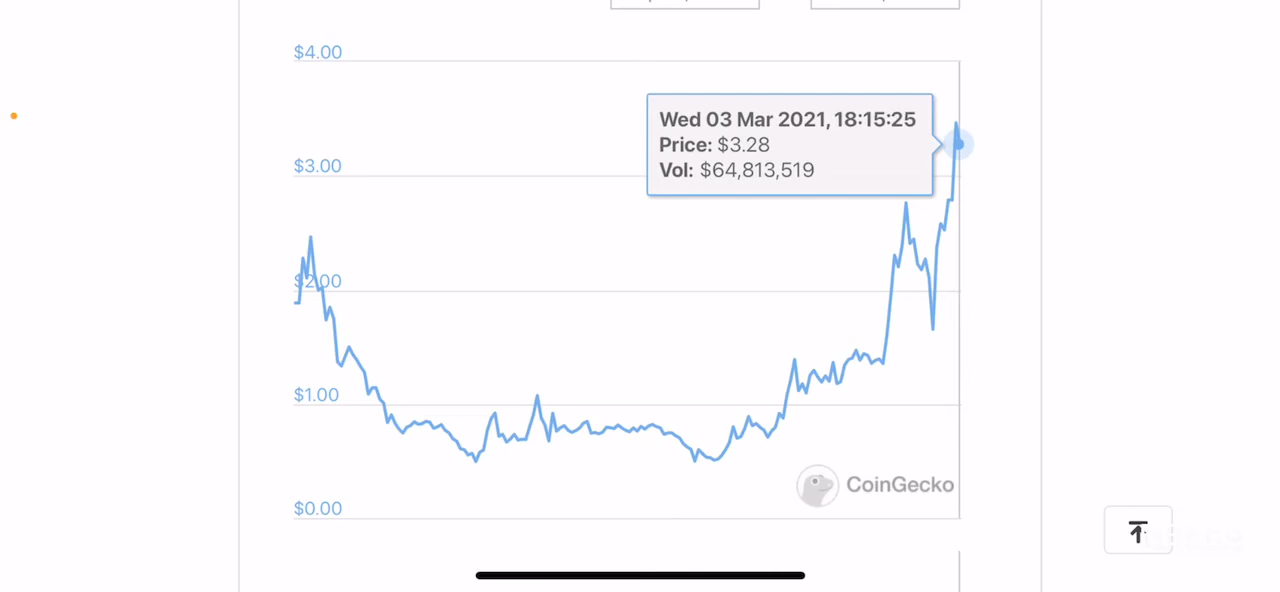 $4.00
Wed 03 Mar 2021, 18:15:25
Price: $3.28
$3.00
Vol: $64,813,519
$2.00
$1.00
CoinGecko
$0.00